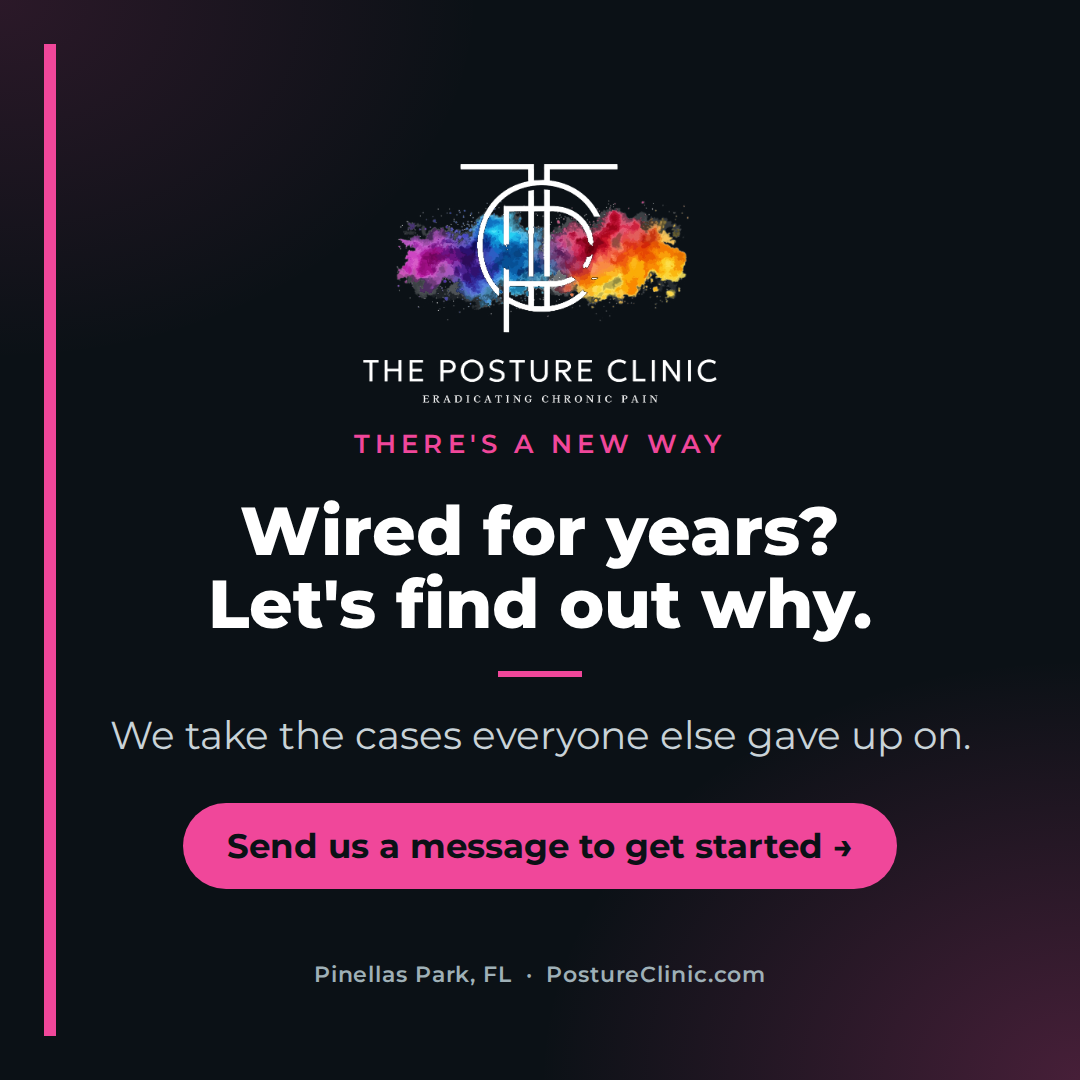 THE POSTURE CLINIC
ERADICATING CHRONIC PAIN
THERE'S A NEW WAY
Wired for years?
Let's find out why.
We take the cases everyone else gave up on.
Send us a message to get started →
Pinellas Park, FL · PostureClinic.com